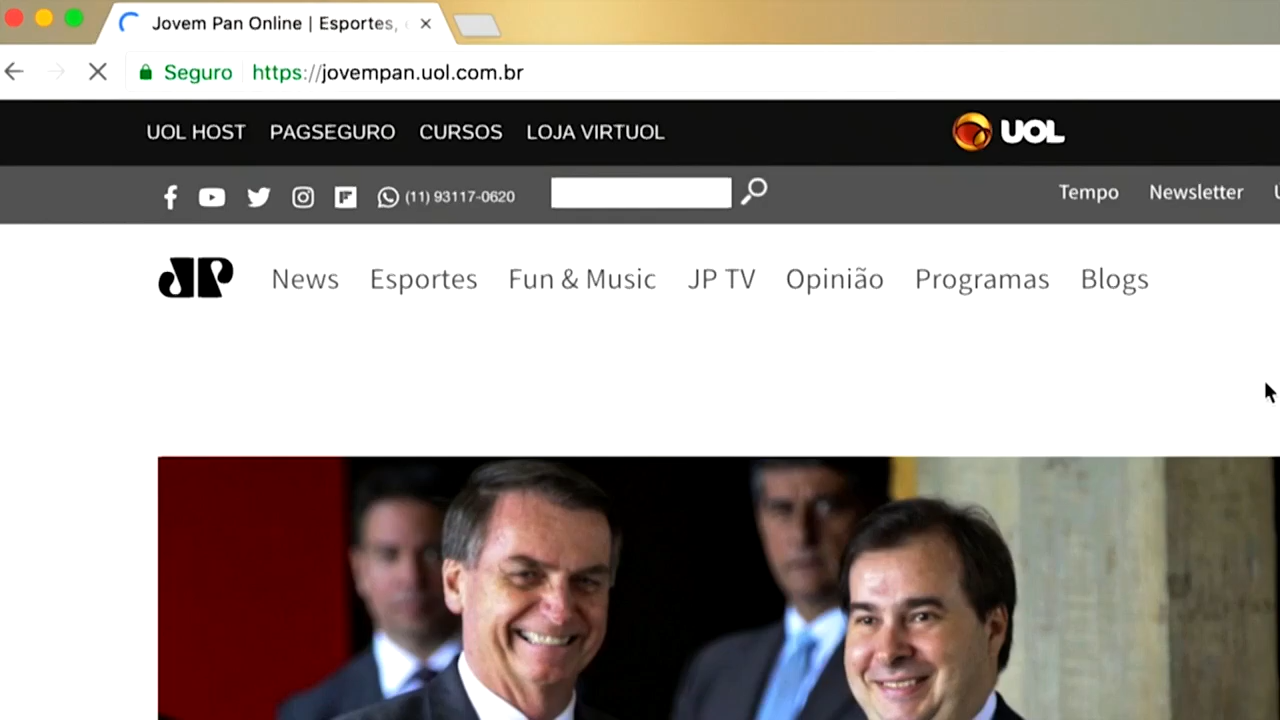 Jovem Pan Online | Esportes,
Seguro https://jovempan.uol.com.br
UOL HOST PAGSEGURO CURSOS LOJA VIRTUOL UOL
(11) 93117-0620 Tempo Newsletter
JP News Esportes Fun & Music JP TV Opinião Programas Blogs